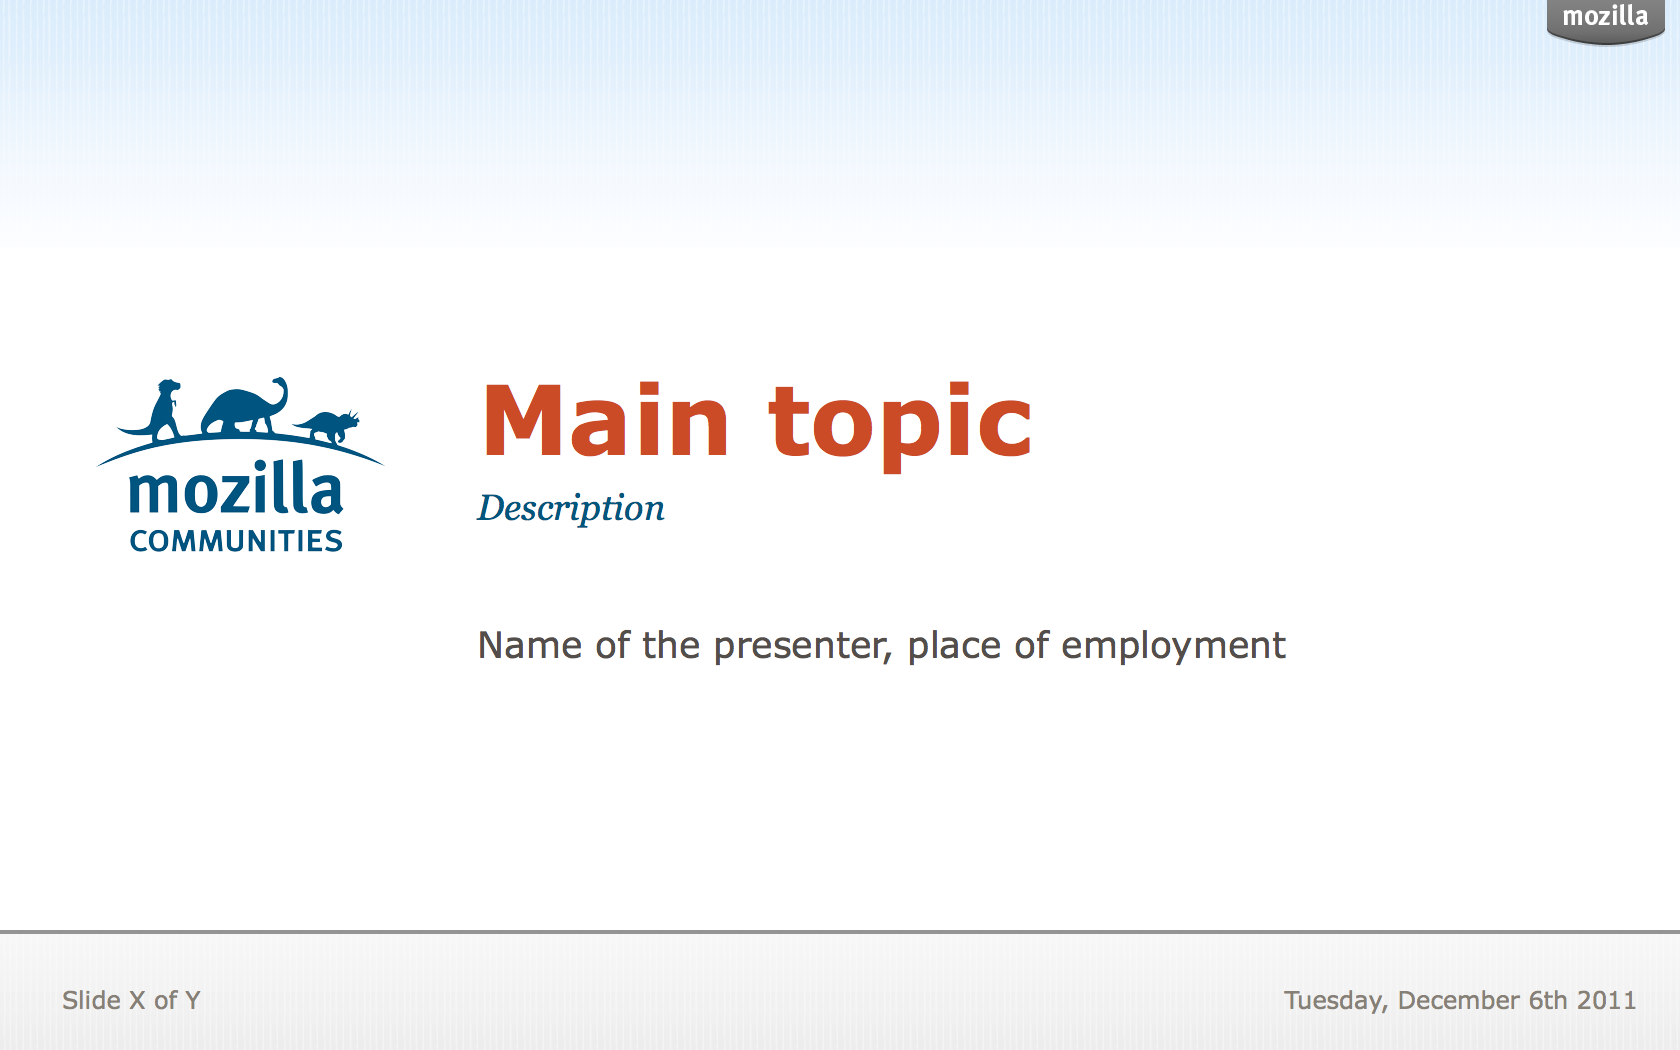 mozilla
Main topic
Description
mozilla
COMMUNITIES
Name of the presenter, place of employment
Slide X of Y
Tuesday, December 6th 2011